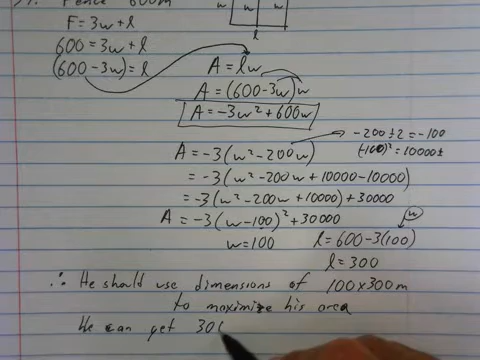 Fence 600m
w w w
l
F = 3w + l
600 = 3w + l
(600 - 3w) = l
A = lw
A = (600 - 3w)w
A = -3w² + 600w
A = -3(w² - 200w)
-200 ÷ 2 = -100
(-100)² = 10000
= -3(w² - 200w + 10000 - 10000)
= -3(w² - 200w + 10000) + 30000
A = -3(w - 100)² + 30000
w
w = 100
l = 600 - 3(100)
l = 300
∴ He should use dimensions of 100 x 300m
to maximize his area
He can get 300